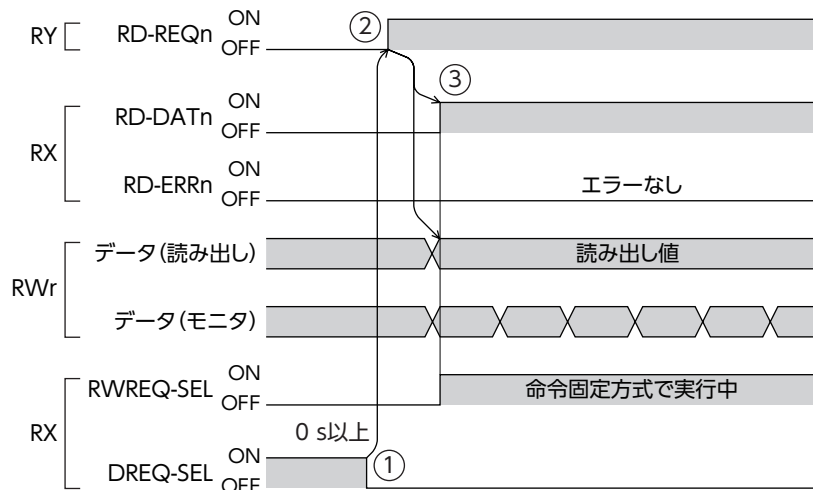 RY RD-REQn ON OFF ②
③
RX RD-DATn ON OFF
RD-ERRn ON OFF エラーなし
RWr データ(読み出し) 読み出し値
データ(モニタ)
RX RWREQ-SEL ON OFF 命令固定方式で実行中
0 s以上
DREQ-SEL ON OFF ①